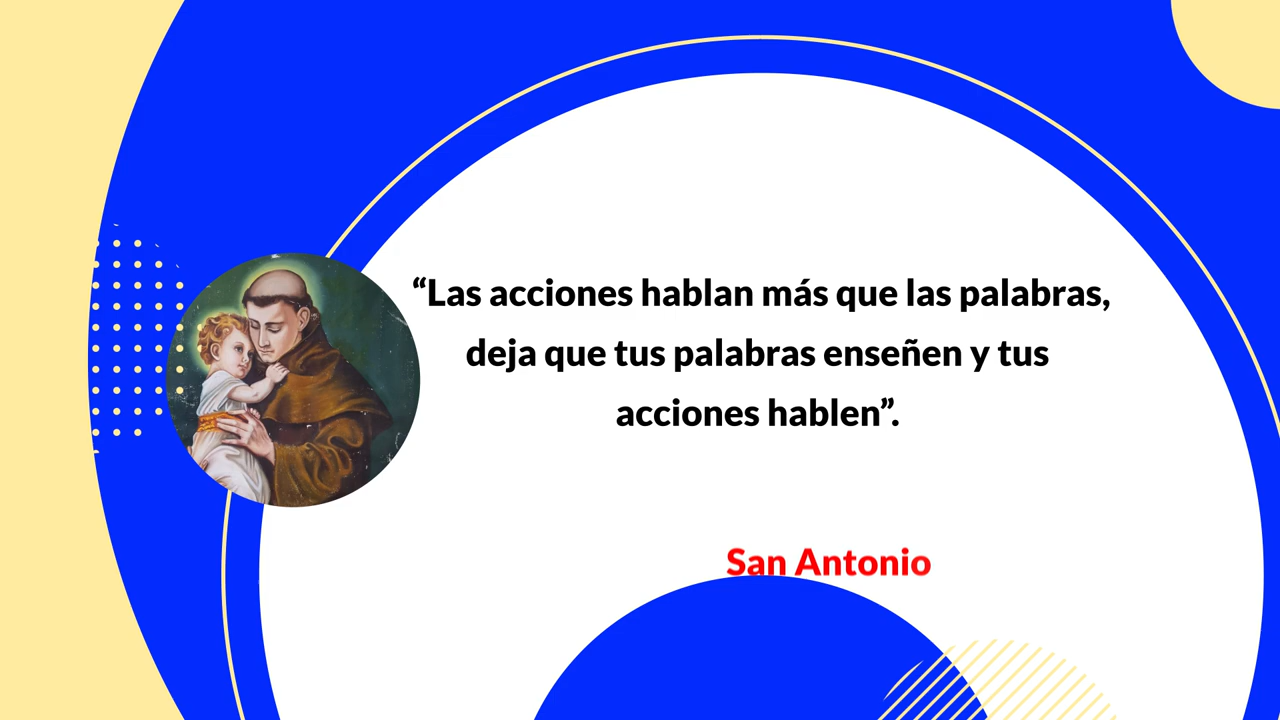 “Las acciones hablan más que las palabras,
deja que tus palabras enseñen y tus
acciones hablen”.
San Antonio